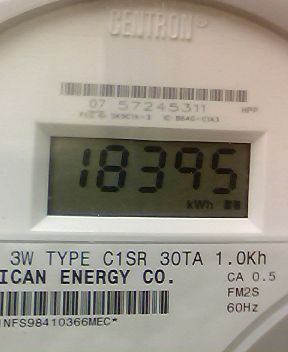 CENTRON®
07 57245311 HPP
18395
kWh
3W TYPE C1SR 30TA 1.0Kh
ICAN ENERGY CO. CA 0.5
FM2S
60Hz
NFS98410366MEC*